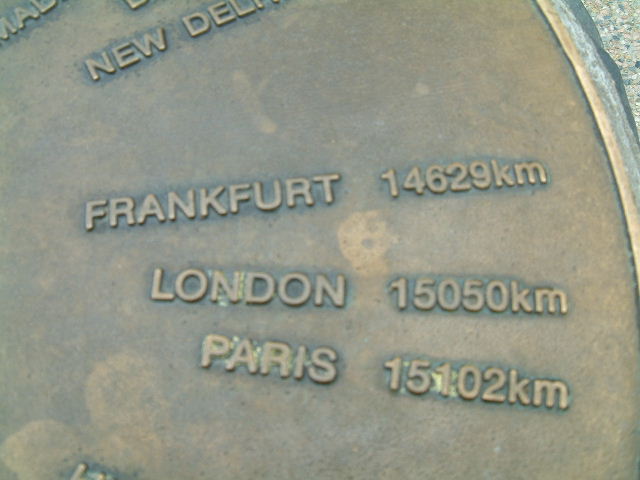 NEW DELHI
FRANKFURT 14629km
LONDON 15050km
PARIS 15102km